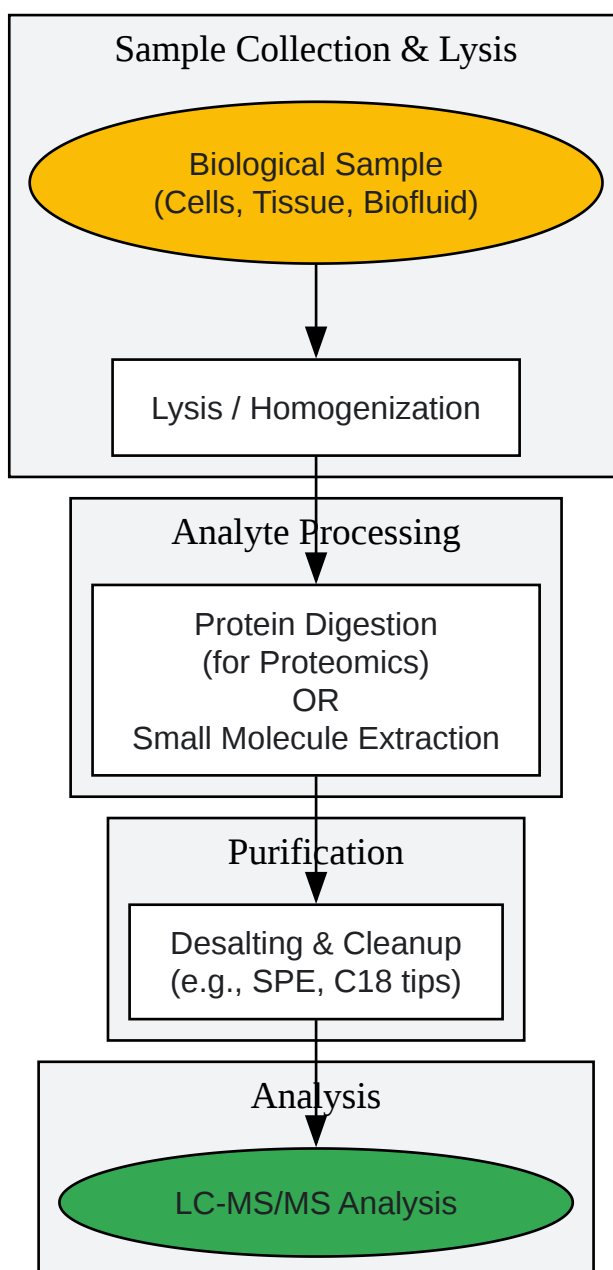 Sample Collection & Lysis
Biological Sample
(Cells, Tissue, Biofluid)
Lysis / Homogenization
Analyte Processing
Protein Digestion
(for Proteomics)
OR
Small Molecule Extraction
Purification
Desalting & Cleanup
(e.g., SPE, C18 tips)
Analysis
LC-MS/MS Analysis